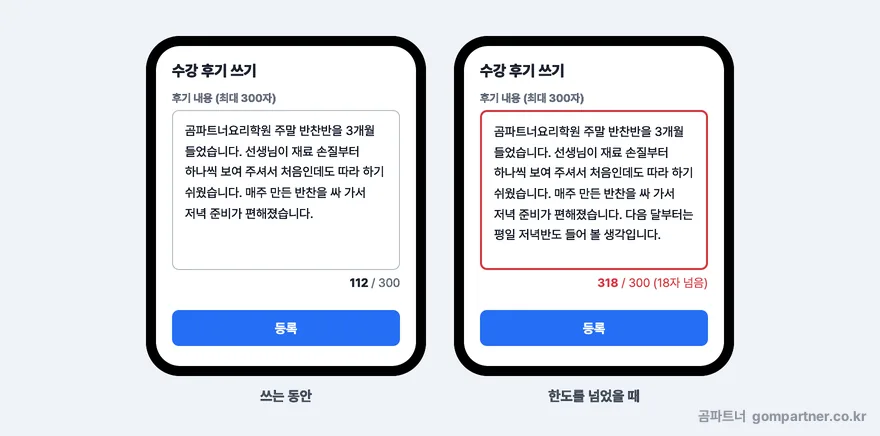 수강 후기 쓰기
후기 내용 (최대 300자)
곰파트너요리학원 주말 반찬반을 3개월
들었습니다. 선생님이 재료 손질부터
하나씩 보여 주셔서 처음인데도 따라 하기
쉬웠습니다. 매주 만든 반찬을 싸 가서
저녁 준비가 편해졌습니다.
112 / 300
등록
쓰는 동안
수강 후기 쓰기
후기 내용 (최대 300자)
곰파트너요리학원 주말 반찬반을 3개월
들었습니다. 선생님이 재료 손질부터
하나씩 보여 주셔서 처음인데도 따라 하기
쉬웠습니다. 매주 만든 반찬을 싸 가서
저녁 준비가 편해졌습니다. 다음 달부터는
평일 저녁반도 들어 볼 생각입니다.
318 / 300 (18자 넘음)
등록
한도를 넘었을 때
곰파트너 gompartner.co.kr